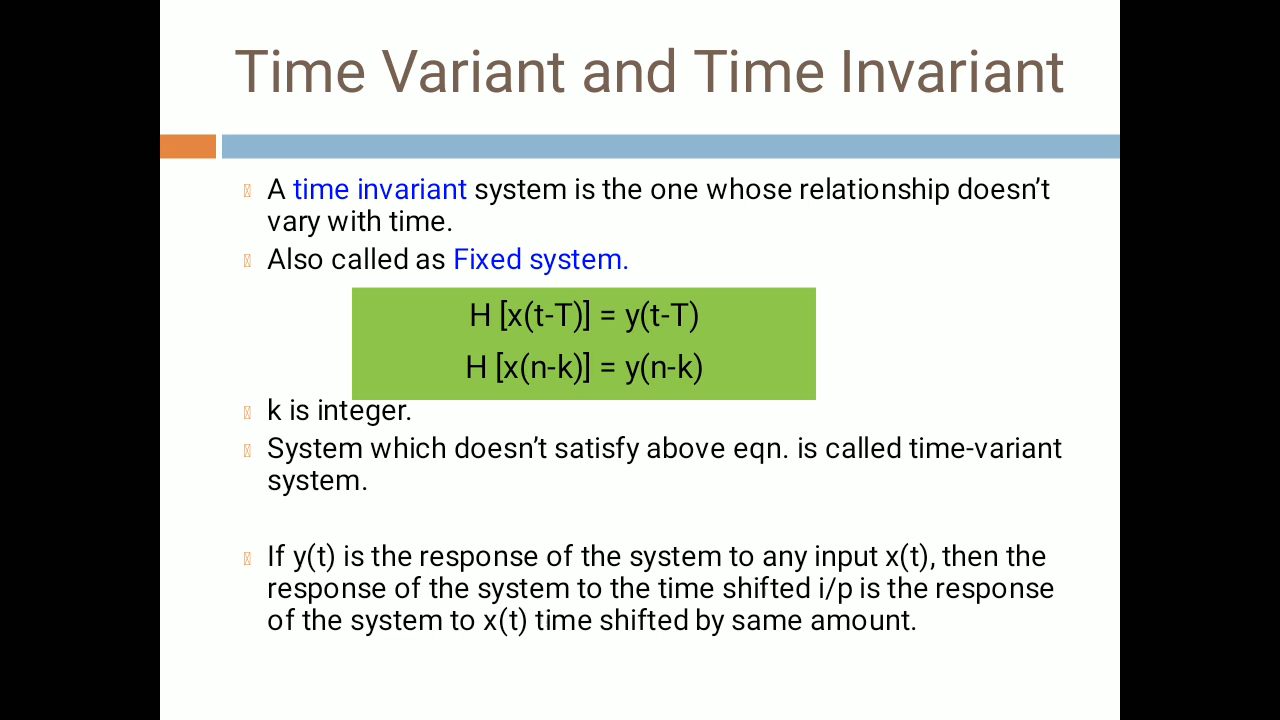 Time Variant and Time Invariant
A time invariant system is the one whose relationship doesn’t
vary with time.
Also called as Fixed system.
H [x(t-T)] = y(t-T)
H [x(n-k)] = y(n-k)
k is integer.
System which doesn’t satisfy above eqn. is called time-variant
system.
If y(t) is the response of the system to any input x(t), then the
response of the system to the time shifted i/p is the response
of the system to x(t) time shifted by same amount.